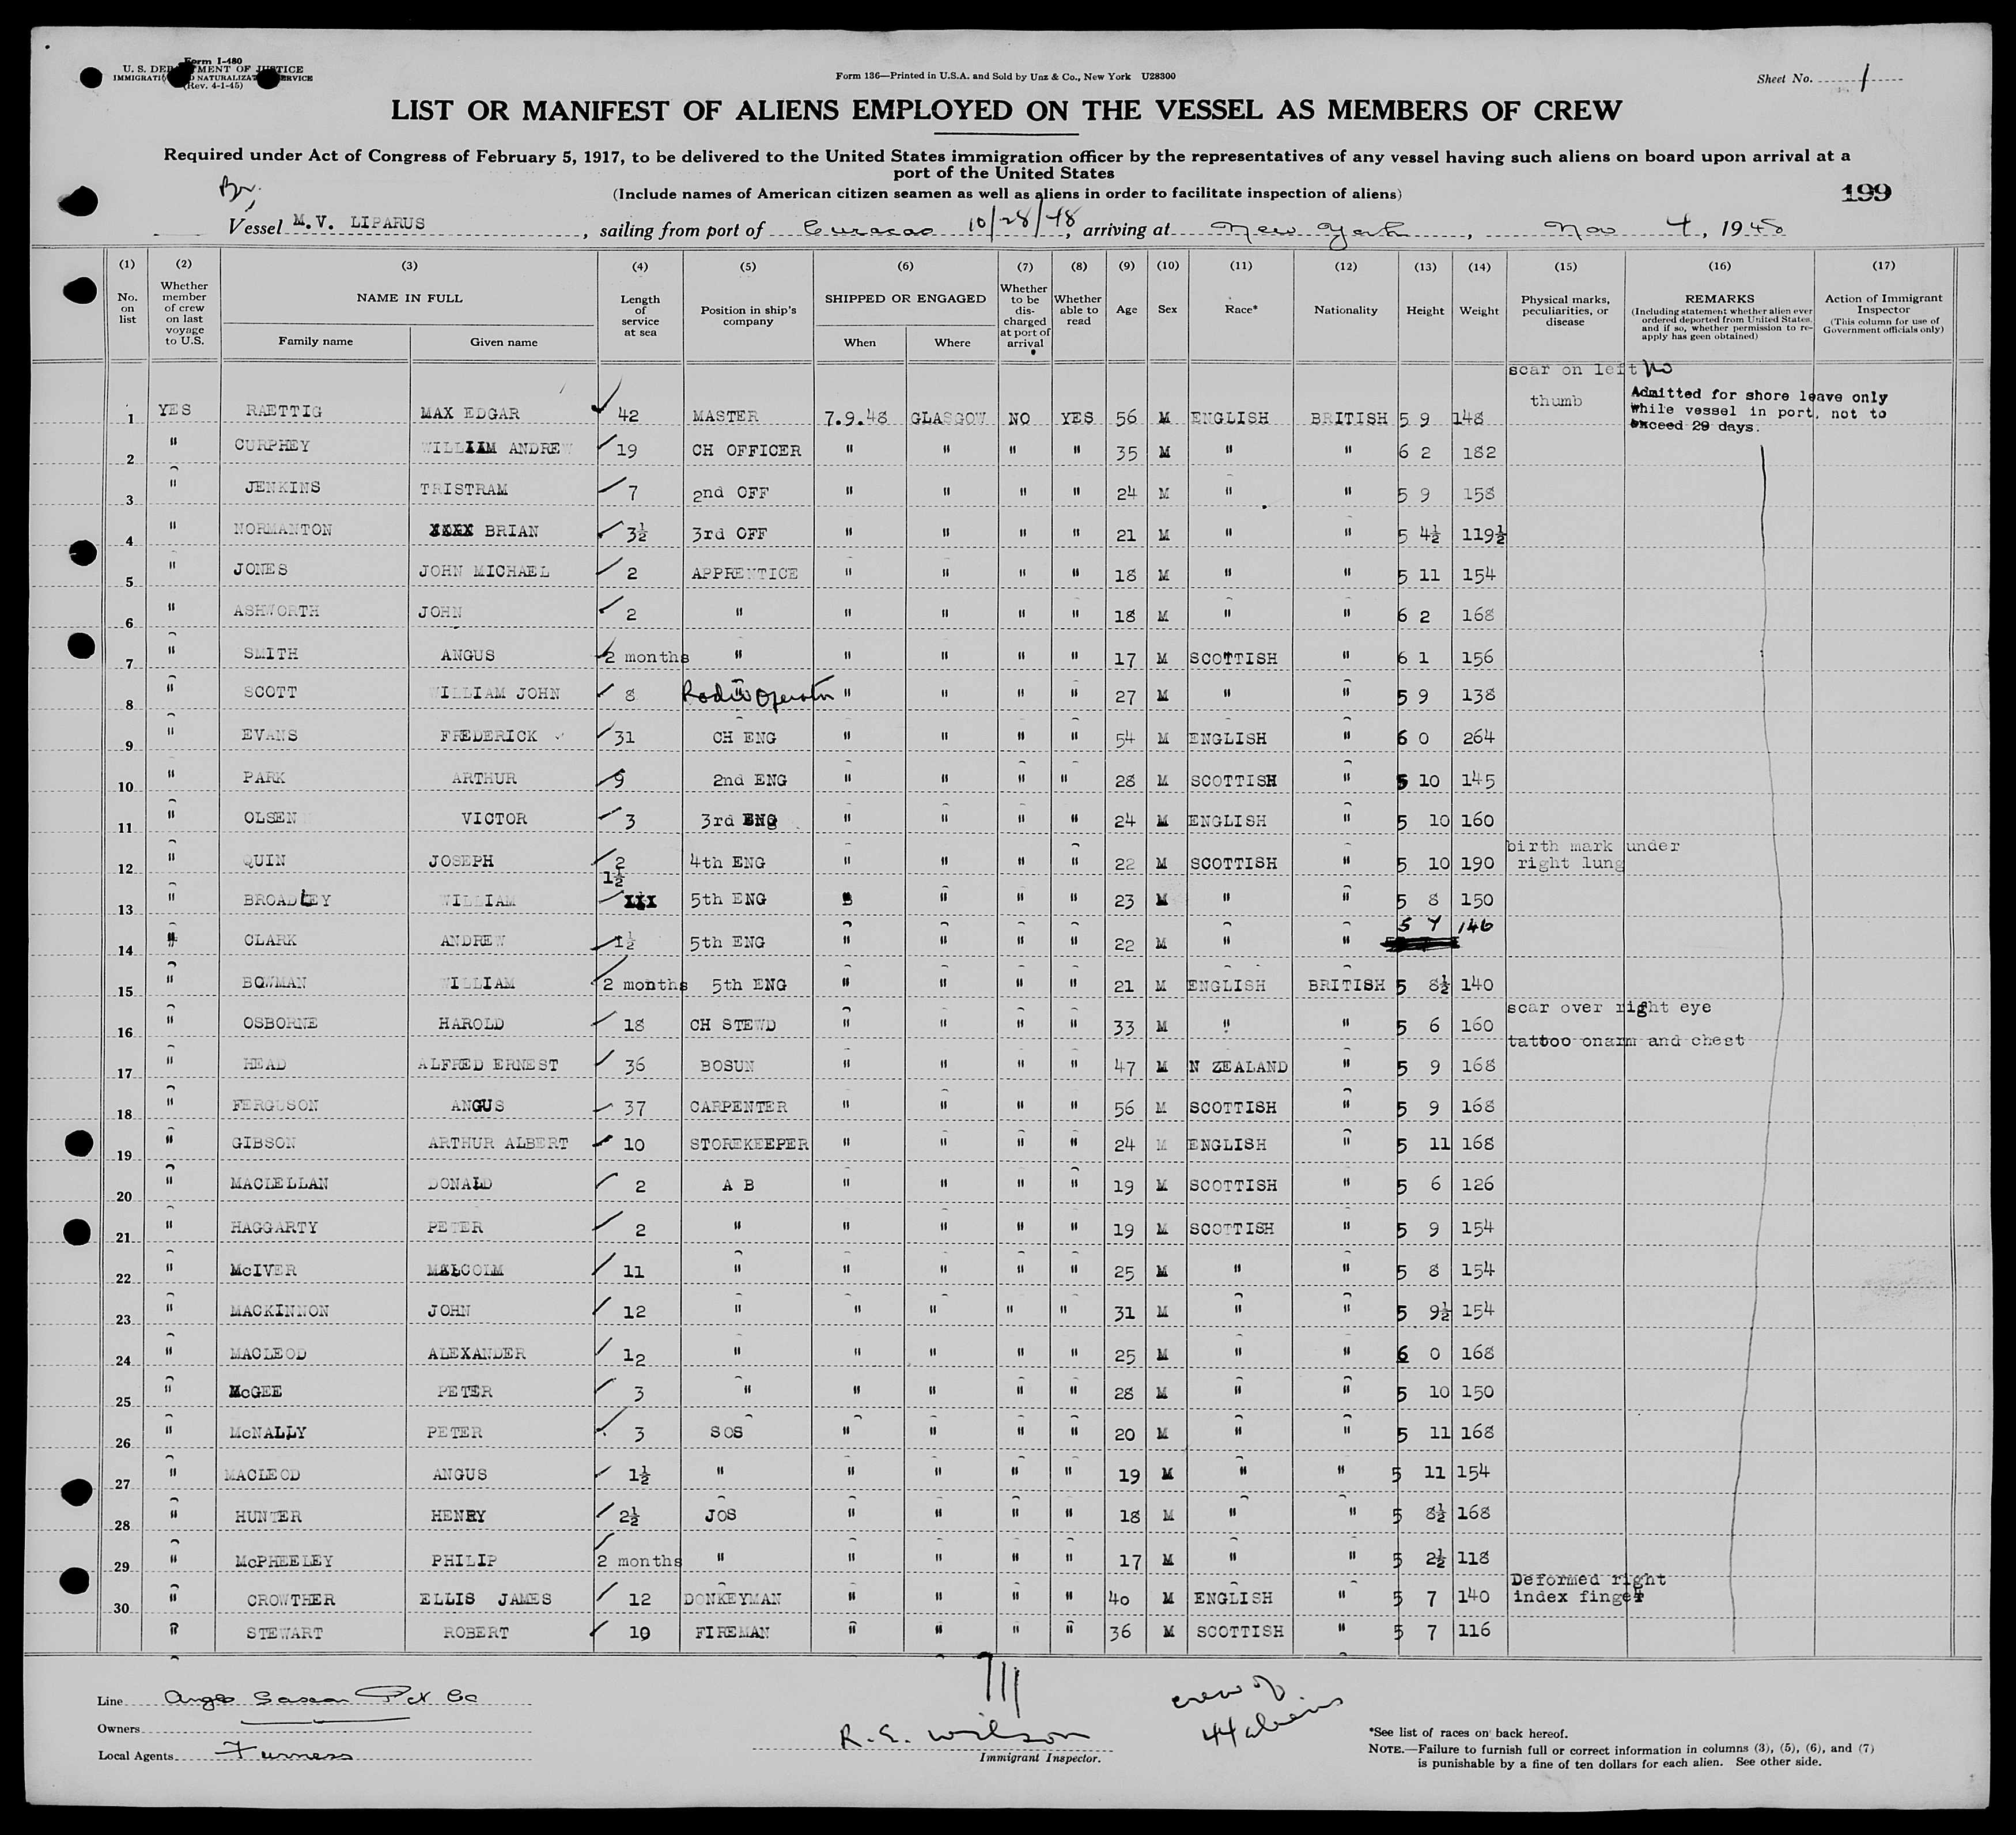 Form I-480
U. S. DEPARTMENT OF JUSTICE
IMMIGRATION AND NATURALIZATION SERVICE
(Rev. 4-1-45)
Form 136—Printed in U.S.A. and Sold by Unz & Co., New York U28300
Sheet No. 1
LIST OR MANIFEST OF ALIENS EMPLOYED ON THE VESSEL AS MEMBERS OF CREW
Required under Act of Congress of February 5, 1917, to be delivered to the United States immigration officer by the representatives of any vessel having such aliens on board upon arrival at a
port of the United States
(Include names of American citizen seamen as well as aliens in order to facilitate inspection of aliens)
199
Br.
Vessel M.V. LIPARUS, sailing from port of Curacao 10/28/48, arriving at New York, Nov 4, 1948
(1) (2) (3) (4) (5) (6) (7) (8) (9) (10) (11) (12) (13) (14) (15) (16) (17)
No. on list
Whether member of crew on last voyage to U.S.
NAME IN FULL
Family name
Given name
Length of service at sea
Position in ship's company
SHIPPED OR ENGAGED
When
Where
Whether to be discharged at port of arrival
Whether able to read
Age
Sex
Race*
Nationality
Height
Weight
Physical marks, peculiarities, or disease
REMARKS
(Including statement whether alien ever ordered deported from United States, and if so, whether permission to re-apply has geen obtained)
Action of Immigrant Inspector
(This column for use of Government officials only)
1 YES RAETTIG MAX EDGAR 42 MASTER 7.9.48 GLASGOW NO YES 56 M ENGLISH BRITISH 5 9 148 scar on left thumb No
Admitted for shore leave only
while vessel in port, not to
exceed 29 days.
2 " CURPHEY WILLIAM ANDREW 19 CH OFFICER " " " " 35 M " " 6 2 182
3 " JENKINS TRISTRAM 7 2nd OFF " " " " 24 M " " 5 9 158
4 " NORMANTON XXXX BRIAN 3½ 3rd OFF " " " " 21 M " " 5 4½ 119½
5 " JONES JOHN MICHAEL 2 APPRENTICE " " " " 18 M " " 5 11 154
6 " ASHWORTH JOHN 2 " " " " " 18 M " " 6 2 168
7 " SMITH ANGUS 2 months " " " " " 17 M SCOTTISH " 6 1 156
8 " SCOTT WILLIAM JOHN 8 Radio Operator " " " " 27 M " " 5 9 138
9 " EVANS FREDERICK 31 CH ENG " " " " 54 M ENGLISH " 6 0 264
10 " PARK ARTHUR 9 2nd ENG " " " " 28 M SCOTTISH " 5 10 145
11 " OLSEN VICTOR 3 3rd ENG " " " " 24 M ENGLISH " 5 10 160
12 " QUIN JOSEPH 2 4th ENG " " " " 22 M SCOTTISH " 5 10 190 birth mark under right lung
13 " BROADLEY WILLIAM 1½ XXX 5th ENG " " " " 23 M " " 5 8 150
14 " CLARK ANDREW 1½ 5th ENG " " " " 22 M " " 5 7 146
15 " BOWMAN WILLIAM 2 months 5th ENG " " " " 21 M ENGLISH BRITISH 5 8½ 140
16 " OSBORNE HAROLD 18 CH STEWD " " " " 33 M " " 5 6 160 scar over right eye
17 " HEAD ALFRED ERNEST 36 BOSUN " " " " 47 M N ZEALAND " 5 9 168 tattoo onarm and chest
18 " FERGUSON ANGUS 37 CARPENTER " " " " 56 M SCOTTISH " 5 9 168
19 " GIBSON ARTHUR ALBERT 10 STOREKEEPER " " " " 24 M ENGLISH " 5 11 168
20 " MACLELLAN DONALD 2 A B " " " " 19 M SCOTTISH " 5 6 126
21 " HAGGARTY PETER 2 " " " " " 19 M SCOTTISH " 5 9 154
22 " McIVER MALCOLM 11 " " " " " 25 M " " 5 8 154
23 " MACKINNON JOHN 12 " " " " " 31 M " " 5 9½ 154
24 " MACLEOD ALEXANDER 12 " " " " " 25 M " " 6 0 168
25 " McGEE PETER 3 " " " " " 28 M " " 5 10 150
26 " McNALLY PETER 3 SOS " " " " 20 M " " 5 11 168
27 " MACLEOD ANGUS 1½ " " " " " 19 M " " 5 11 154
28 " HUNTER HENRY 2½ JOS " " " " 18 M " " 5 8½ 168
29 " McPHEELEY PHILIP 2 months " " " " " 17 M " " 5 2½ 118
30 " CROWTHER ELLIS JAMES 12 DONKEYMAN " " " " 40 M ENGLISH " 5 7 140 Deformed right index finger
" STEWART ROBERT 19 FIREMAN " " " " 36 M SCOTTISH " 5 7 116
Line Anglo Saxon Pet Co
Owners
Local Agents Furness
R. E. Wilson
Immigrant Inspector.
crew of
44 aliens
*See list of races on back hereof.
NOTE.—Failure to furnish full or correct information in columns (3), (5), (6), and (7)
is punishable by a fine of ten dollars for each alien. See other side.